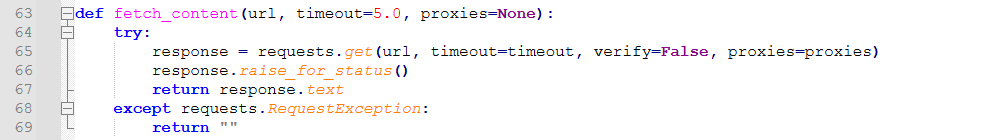 63 def fetch_content(url, timeout=5.0, proxies=None):
64     try:
65         response = requests.get(url, timeout=timeout, verify=False, proxies=proxies)
66         response.raise_for_status()
67         return response.text
68     except requests.RequestException:
69         return ""